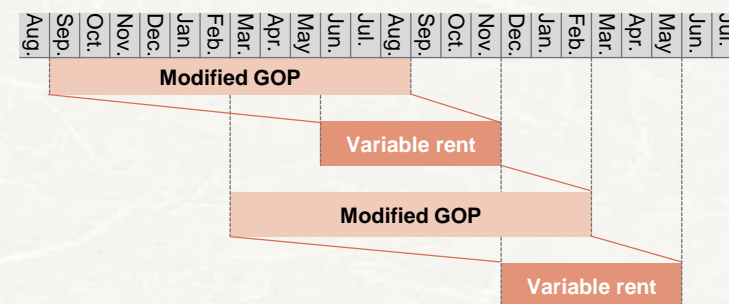 Aug. Sep. Oct. Nov. Dec. Jan. Feb. Mar. Apr. May Jun. Jul. Aug. Sep. Oct. Nov. Dec. Jan. Feb. Mar. Apr. May Jun. Jul.
Modified GOP
Variable rent
Modified GOP
Variable rent